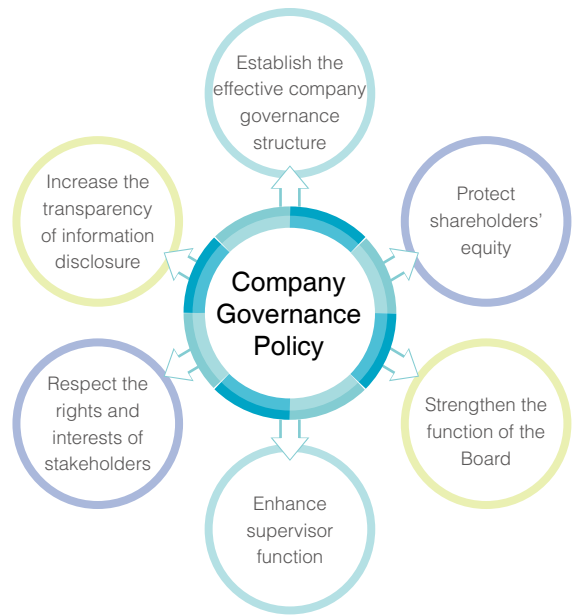 Establish the
effective company
governance
structure
Increase the
transparency
of information
disclosure
Protect
shareholders'
equity
Company
Governance
Policy
Respect the
rights and
interests of
stakeholders
Strengthen the
function of the
Board
Enhance
supervisor
function